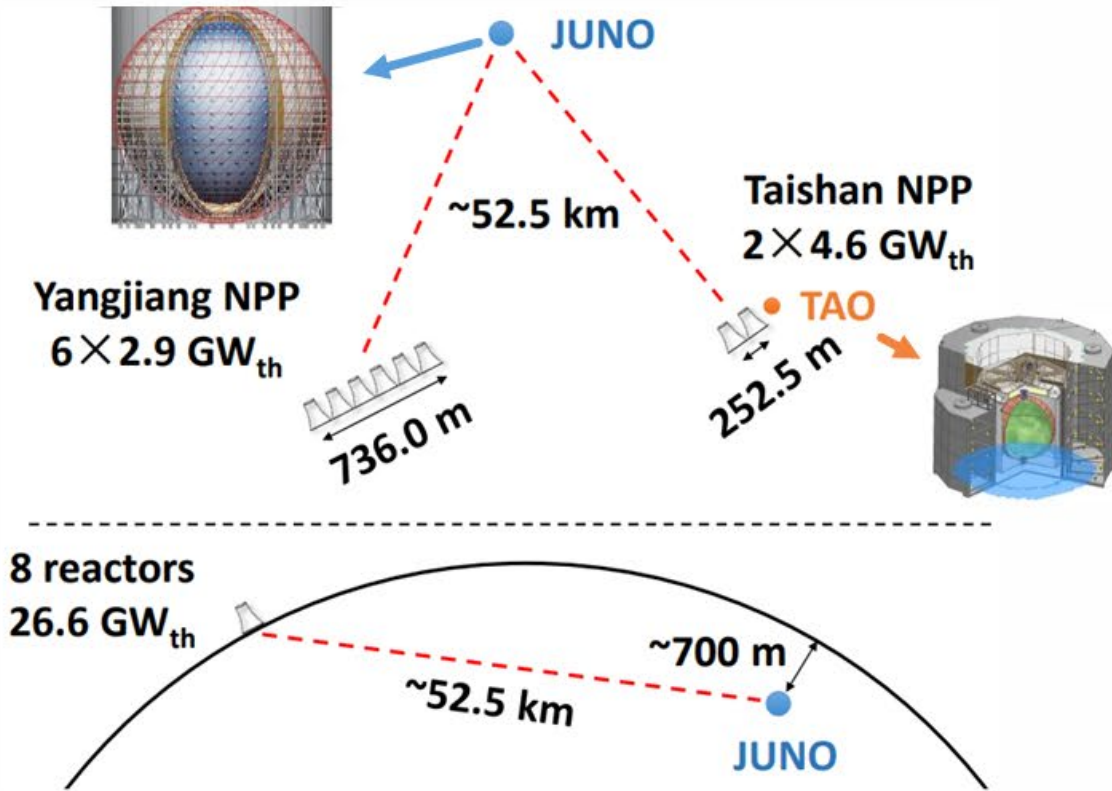 JUNO
~52.5 km
Taishan NPP
2×4.6 GWth
TAO
Yangjiang NPP
6×2.9 GWth
252.5 m
736.0 m
8 reactors
26.6 GWth
~700 m
~52.5 km
JUNO